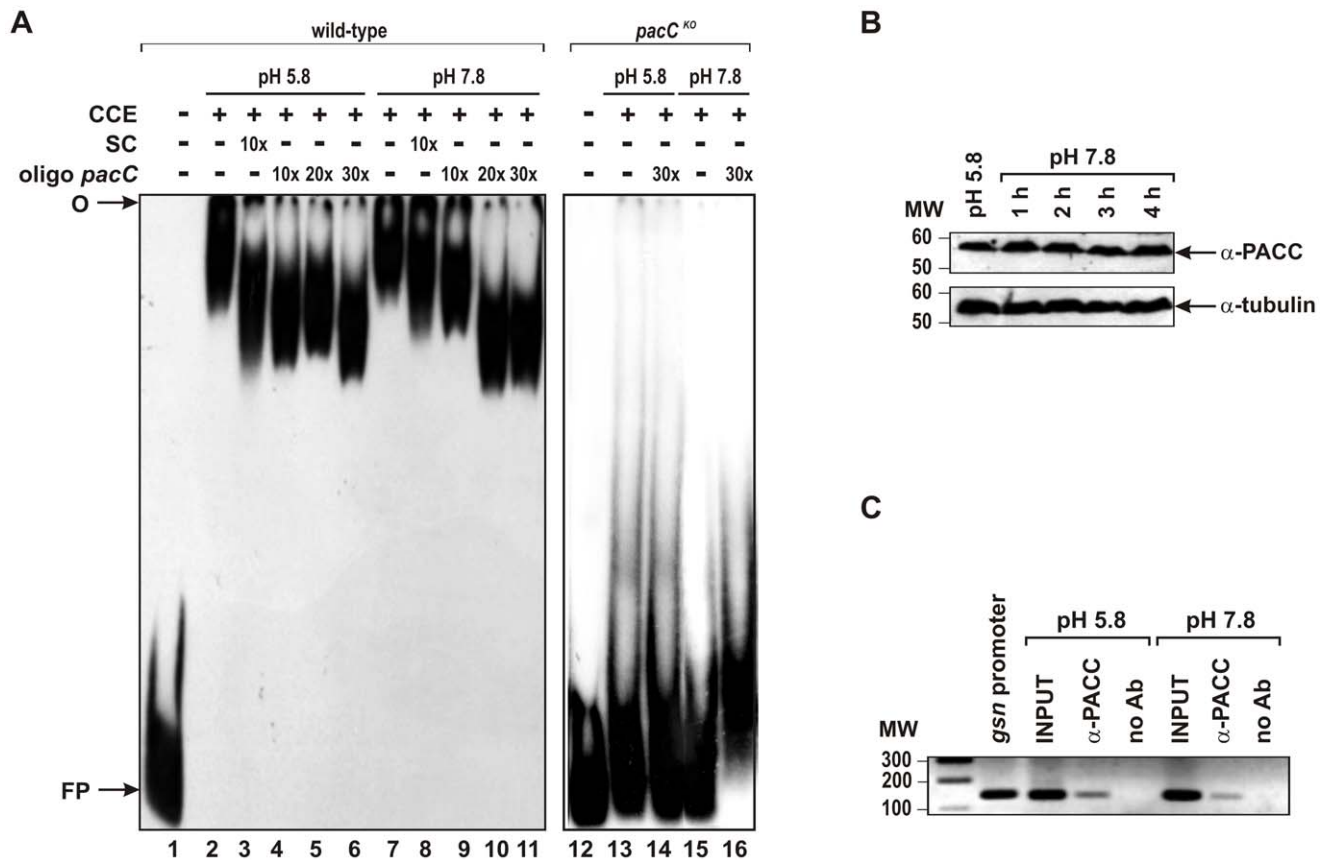 A
wild-type
pacC KO
pH 5.8
pH 7.8
pH 5.8
pH 7.8
CCE - + + + + + + + + + + - + + + +
SC - - 10x - - - - 10x - - - - - - - -
oligo pacC - - - 10x 20x 30x - - 10x 20x 30x - - 30x - 30x
O
FP
1 2 3 4 5 6 7 8 9 10 11 12 13 14 15 16
B
pH 5.8
pH 7.8
MW
1 h
2 h
3 h
4 h
60
50
α-PACC
60
50
α-tubulin
C
pH 5.8
pH 7.8
MW
gsn promoter
INPUT
α-PACC
no Ab
INPUT
α-PACC
no Ab
300
200
100